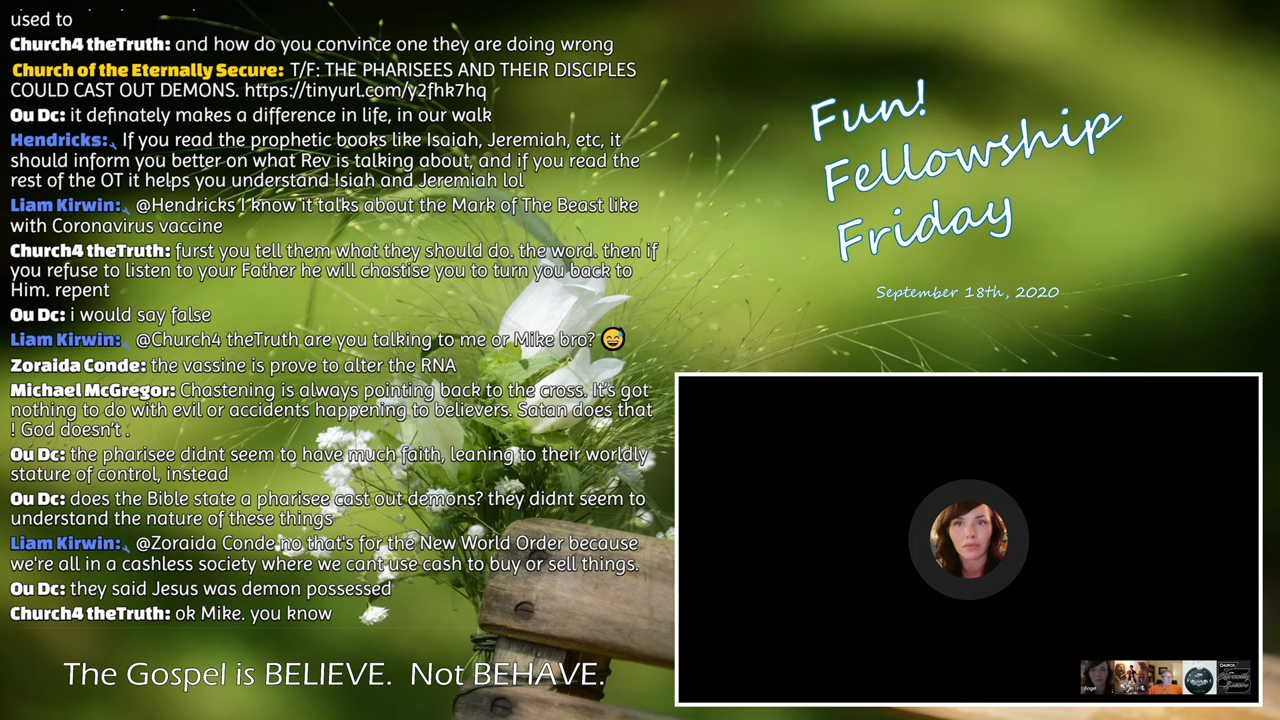 used to
Church4 theTruth: and how do you convince one they are doing wrong
Church of the Eternally Secure: T/F: THE PHARISEES AND THEIR DISCIPLES
COULD CAST OUT DEMONS. https://tinyurl.com/y2fhk7hq
Ou Dc: it definately makes a difference in life, in our walk
Hendricks: If you read the prophetic books like Isaiah, Jeremiah, etc, it
should inform you better on what Rev is talking about, and if you read the
rest of the OT it helps you understand Isiah and Jeremiah lol
Liam Kirwin: @Hendricks I know it talks about the Mark of The Beast like
with Coronavirus vaccine
Church4 theTruth: furst you tell them what they should do. the word. then if
you refuse to listen to your Father he will chastise you to turn you back to
Him. repent
Ou Dc: i would say false
Liam Kirwin: @Church4 theTruth are you talking to me or Mike bro? 😅
Zoraida Conde: the vassine is prove to alter the RNA
Michael McGregor: Chastening is always pointing back to the cross. It's got
nothing to do with evil or accidents happening to believers. Satan does that
! God doesn't .
Ou Dc: the pharisee didnt seem to have much faith, leaning to their worldly
stature of control, instead
Ou Dc: does the Bible state a pharisee cast out demons? they didnt seem to
understand the nature of these things
Liam Kirwin: @Zoraida Conde no that's for the New World Order because
we're all in a cashless society where we cant use cash to buy or sell things.
Ou Dc: they said Jesus was demon possessed
Church4 theTruth: ok Mike. you know
The Gospel is BELIEVE. Not BEHAVE.
Fun!
Fellowship
Friday
September 18th, 2020
Angel